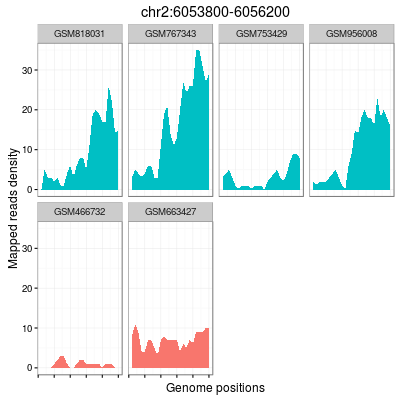 chr2:6053800-6056200
GSM818031 GSM767343 GSM753429 GSM956008
30
20
10
0
GSM466732 GSM663427
30
20
10
0
Mapped reads density
Genome positions